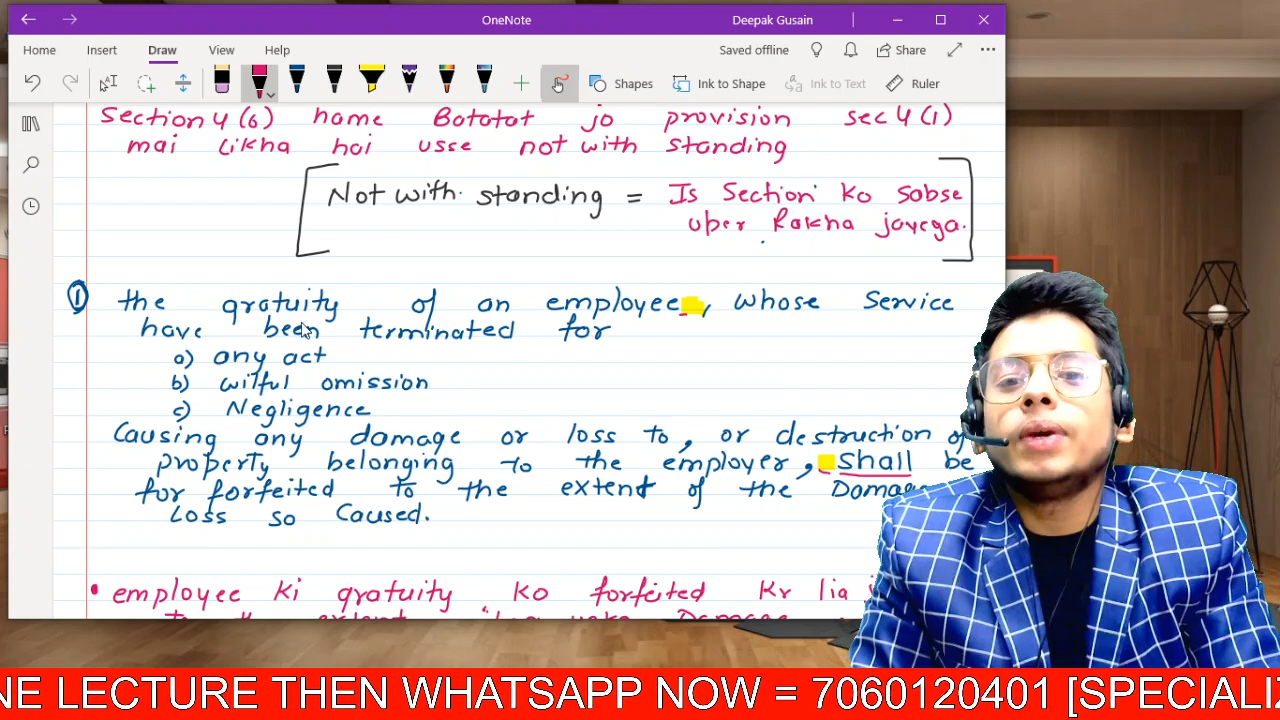 OneNote
Deepak Gusain
Home Insert Draw View Help
Saved offline
Share
Shapes
Ink to Shape
Ink to Text
Ruler
Section 4 (6) hame Batatat jo provision sec 4 (1)
mai likha hai usse not with standing
Not with standing = Is Section ko sabse
uper Rakha jayega.
① the gratuity of an employee, whose Service
have been terminated for
a) any act
b) wilful omission
c) Negligence
Causing any damage or loss to, or destruction of
property belonging to the employer, Shall be
for forfeited to the extent of the Damage
Loss so Caused.
• employee ki gratuity ko forfeited Kr lia
NE LECTURE THEN WHATSAPP NOW = 7060120401 [SPECIALIZ